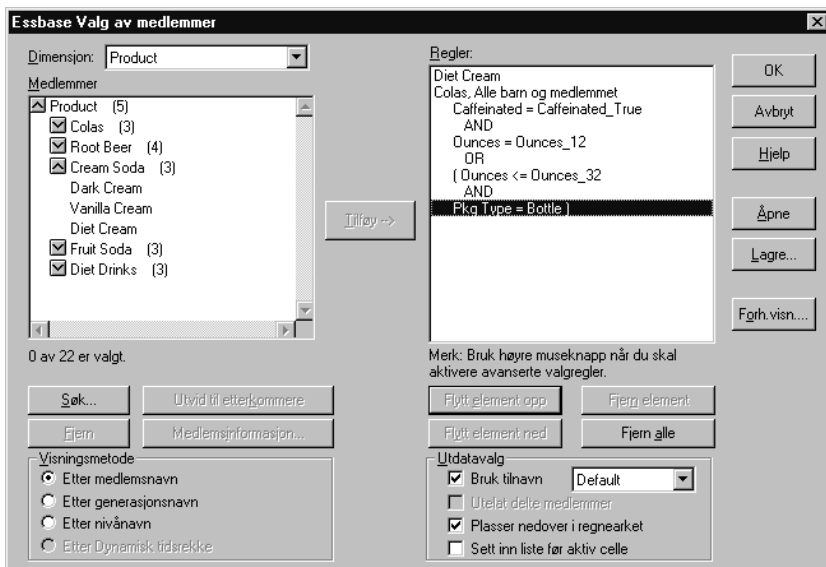 Essbase Valg av medlemmer
Dimensjon: Product
Medlemmer
Product (5)
Colas (3)
Root Beer (4)
Cream Soda (3)
Dark Cream
Vanilla Cream
Diet Cream
Fruit Soda (3)
Diet Drinks (3)
0 av 22 er valgt.
Tilføy -->
Regler:
Diet Cream
Colas, Alle barn og medlemmet
Caffeinated = Caffeinated_True
AND
Ounces = Ounces_12
OR
( Ounces <= Ounces_32
AND
Pkg Type = Bottle )
Merk: Bruk høyre museknapp når du skal
aktivere avanserte valgregler.
OK
Avbryt
Hjelp
Åpne
Lagre...
Forh.visn....
Søk...
Utvid til etterkommere
Fjern
Medlemsinformasjon...
Flytt element opp
Fjern element
Flytt element ned
Fjern alle
Visningsmetode
Etter medlemsnavn
Etter generasjonsnavn
Etter nivånavn
Etter Dynamisk tidsrekke
Utdatavalg
Bruk tilnavn Default
Utelat delte medlemmer
Plasser nedover i regnearket
Sett inn liste før aktiv celle